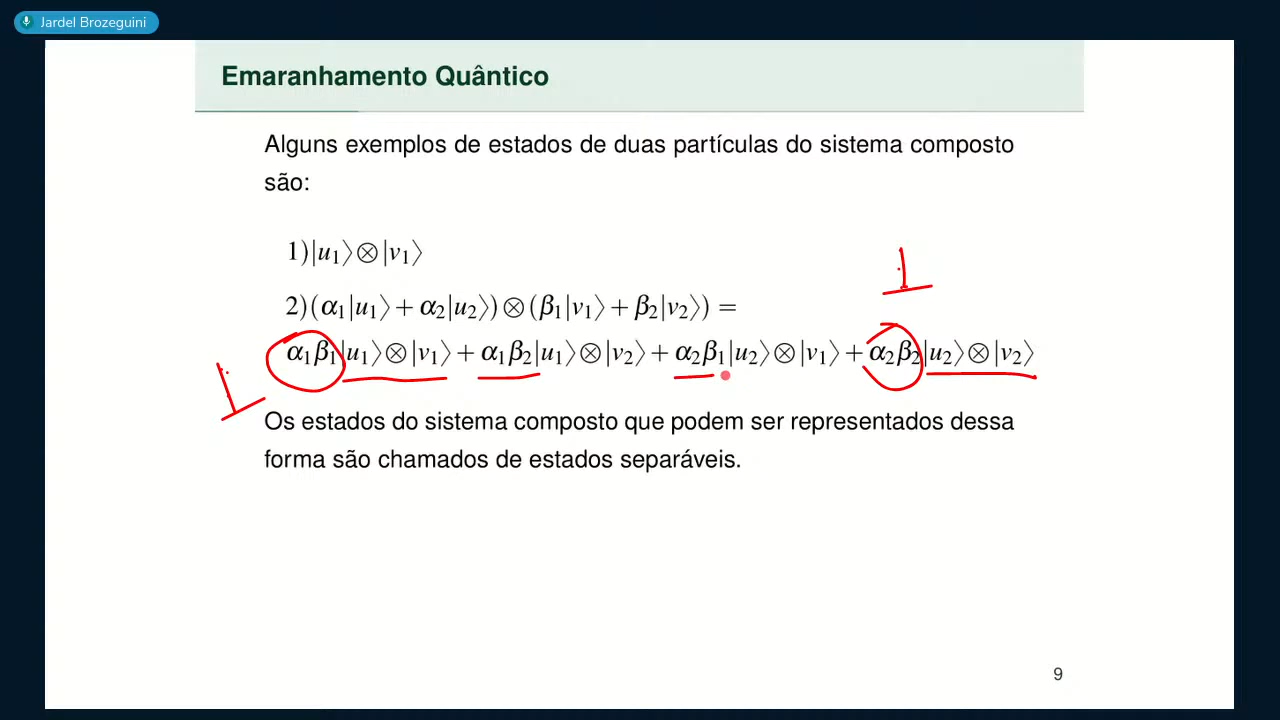 Jardel Brozeguini
Emaranhamento Quântico
Alguns exemplos de estados de duas partículas do sistema composto
são:
1)|u₁⟩⊗|v₁⟩
1
2)(α₁|u₁⟩+α₂|u₂⟩)⊗(β₁|v₁⟩+β₂|v₂⟩) =
α₁β₁|u₁⟩⊗|v₁⟩+α₁β₂|u₁⟩⊗|v₂⟩+α₂β₁|u₂⟩⊗|v₁⟩+α₂β₂|u₂⟩⊗|v₂⟩
1
Os estados do sistema composto que podem ser representados dessa
forma são chamados de estados separáveis.
9